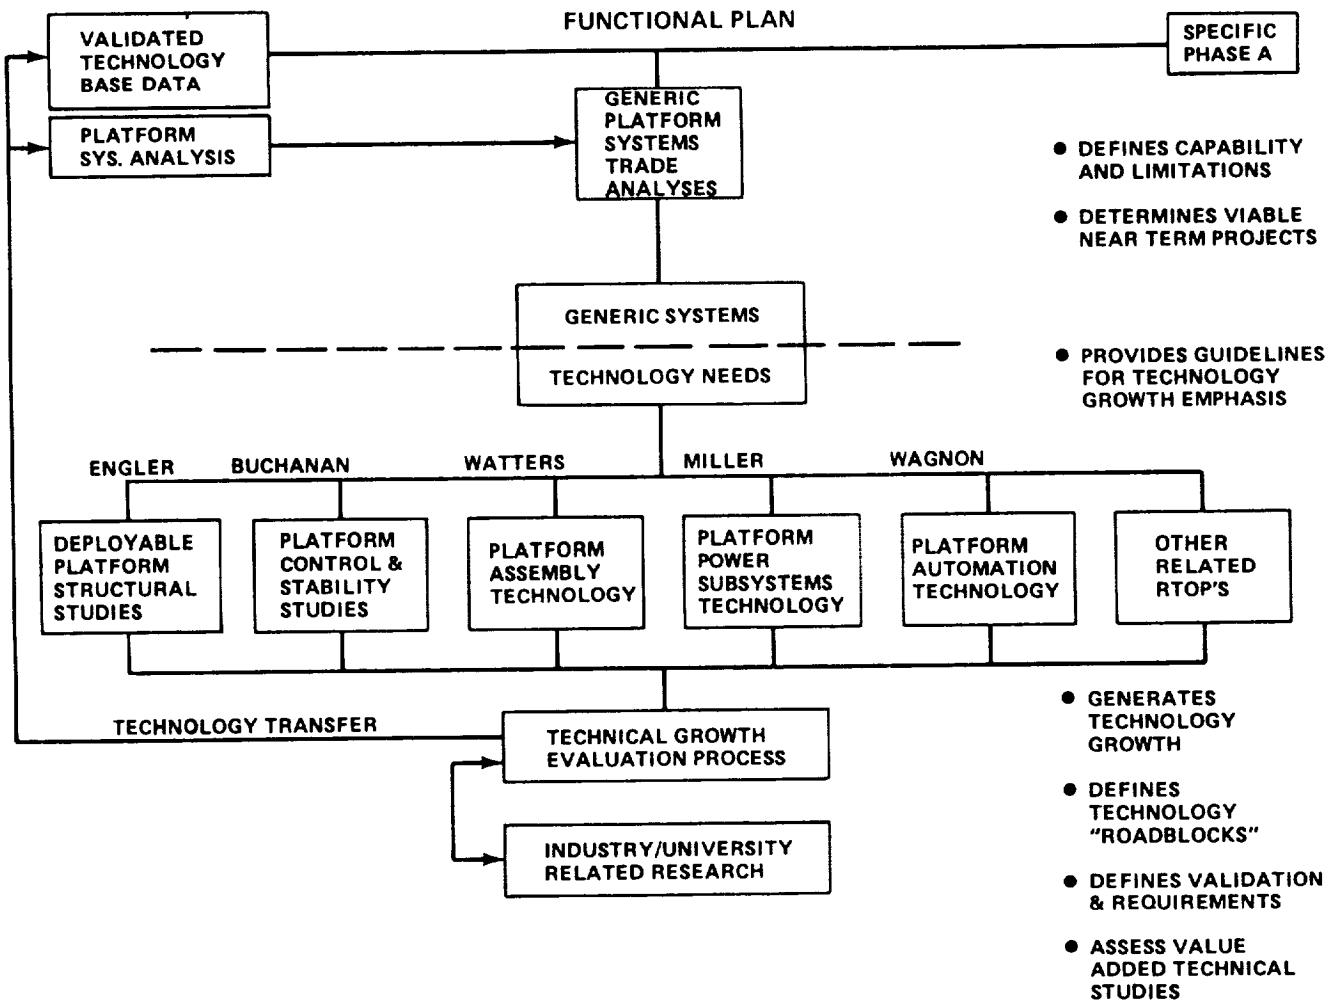 FUNCTIONAL PLAN
VALIDATED
TECHNOLOGY
BASE DATA
SPECIFIC
PHASE A
PLATFORM
SYS. ANALYSIS
GENERIC
PLATFORM
SYSTEMS
TRADE
ANALYSES
● DEFINES CAPABILITY
AND LIMITATIONS
● DETERMINES VIABLE
NEAR TERM PROJECTS
GENERIC SYSTEMS
TECHNOLOGY NEEDS
● PROVIDES GUIDELINES
FOR TECHNOLOGY
GROWTH EMPHASIS
ENGLER
BUCHANAN
WATTERS
MILLER
WAGNON
DEPLOYABLE
PLATFORM
STRUCTURAL
STUDIES
PLATFORM
CONTROL &
STABILITY
STUDIES
PLATFORM
ASSEMBLY
TECHNOLOGY
PLATFORM
POWER
SUBSYSTEMS
TECHNOLOGY
PLATFORM
AUTOMATION
TECHNOLOGY
OTHER
RELATED
RTOP'S
TECHNOLOGY TRANSFER
TECHNICAL GROWTH
EVALUATION PROCESS
INDUSTRY/UNIVERSITY
RELATED RESEARCH
● GENERATES
TECHNOLOGY
GROWTH
● DEFINES
TECHNOLOGY
"ROADBLOCKS"
● DEFINES VALIDATION
& REQUIREMENTS
● ASSESS VALUE
ADDED TECHNICAL
STUDIES